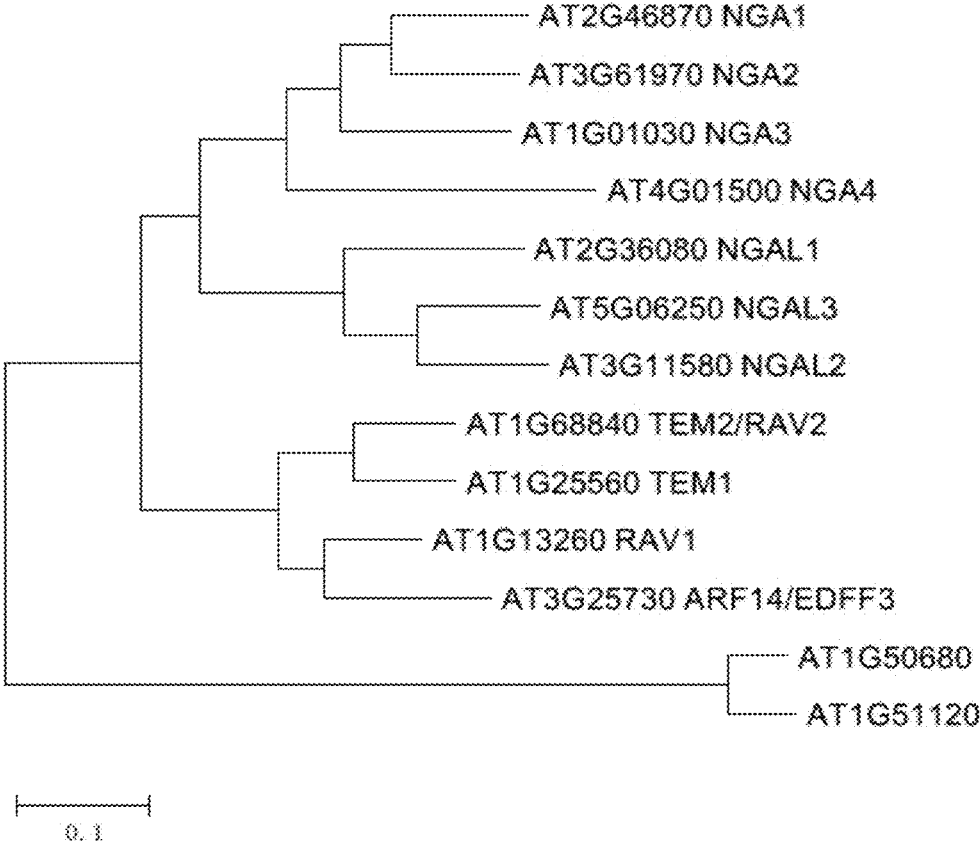 AT2G46870 NGA1
AT3G61970 NGA2
AT1G01030 NGA3
AT4G01500 NGA4
AT2G36080 NGAL1
AT5G06250 NGAL3
AT3G11580 NGAL2
AT1G68840 TEM2/RAV2
AT1G25560 TEM1
AT1G13260 RAV1
AT3G25730 ARF14/EDFF3
AT1G50680
AT1G51120
0.1